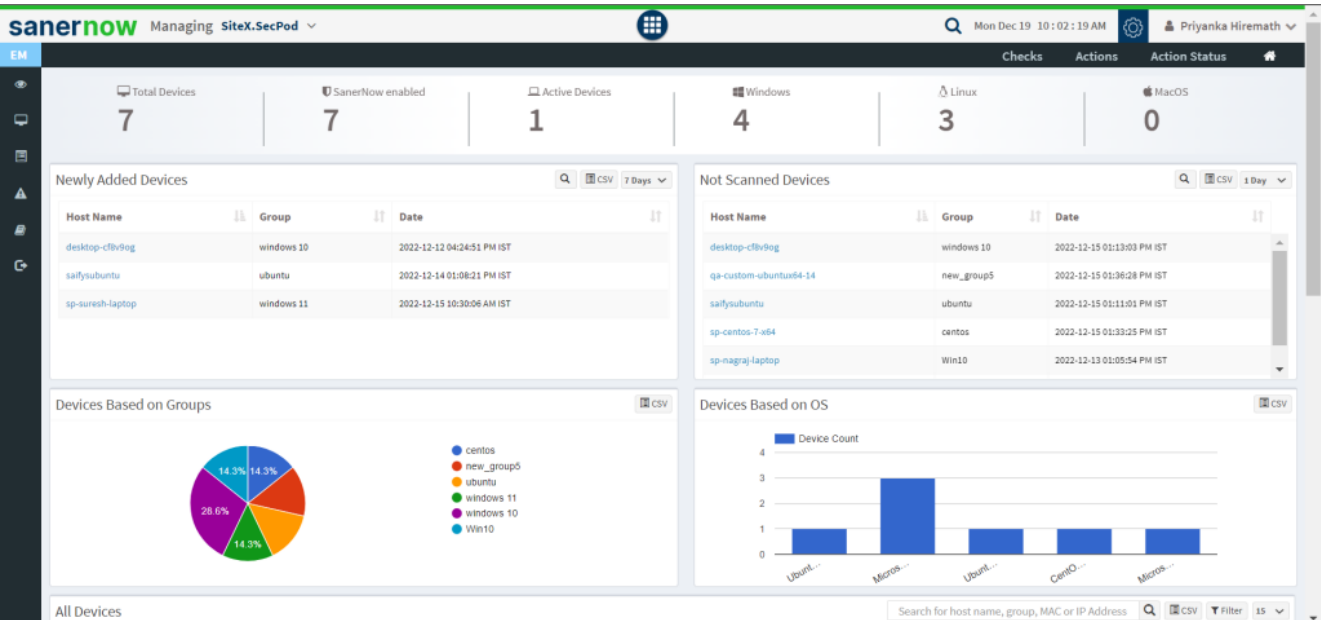 sanernow Managing SiteX.SecPod Mon Dec 19 10 : 02 : 19 AM Priyanka Hiremath
EM Checks Actions Action Status
Total Devices SanerNow enabled Active Devices Windows Linux MacOS
7 7 1 4 3 0
Newly Added Devices CSV 7 Days
Host Name Group Date
desktop-cf8v9og windows 10 2022-12-12 04:24:51 PM IST
saifysubuntu ubuntu 2022-12-14 01:08:21 PM IST
sp-suresh-laptop windows 11 2022-12-15 10:30:06 AM IST
Not Scanned Devices CSV 1 Day
Host Name Group Date
desktop-cf8v9og windows 10 2022-12-15 01:13:03 PM IST
qa-custom-ubuntux64-14 new_group5 2022-12-15 01:36:28 PM IST
saifysubuntu ubuntu 2022-12-15 01:11:01 PM IST
sp-centos-7-x64 centos 2022-12-15 01:33:25 PM IST
sp-nagraj-laptop Win10 2022-12-13 01:05:54 PM IST
Devices Based on Groups CSV
14.3% 14.3%
28.6%
14.3%
centos
new_group5
ubuntu
windows 11
windows 10
Win10
Devices Based on OS CSV
Device Count
4
3
2
1
0
Ubunt... Micros... Ubunt... CentO... Micros...
All Devices Search for host name, group, MAC or IP Address CSV Filter 15